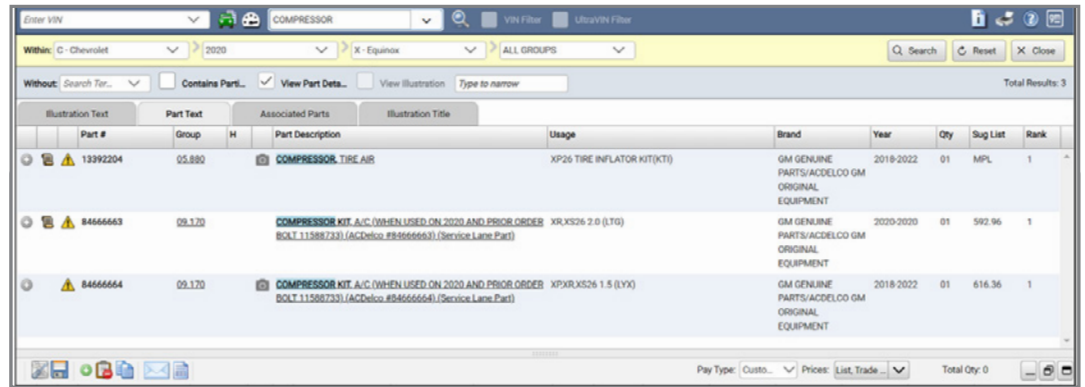 Enter VIN COMPRESSOR VIN Filter UltraVIN Filter
Within: C - Chevrolet 2020 X - Equinox ALL GROUPS Search Reset Close
Without: Search Ter... Contains Parti... View Part Deta... View Illustration Type to narrow Total Results: 3
Illustration Text Part Text Associated Parts Illustration Title
Part # Group H Part Description Usage Brand Year Qty Sug List Rank
13392204 05.880 COMPRESSOR, TIRE AIR XP26 TIRE INFLATOR KIT(KTI) GM GENUINE 2018-2022 01 MPL 1
PARTS/ACDELCO GM
ORIGINAL
EQUIPMENT
84666663 09.170 COMPRESSOR KIT, A/C (WHEN USED ON 2020 AND PRIOR ORDER XR,XS26 2.0 (LTG) GM GENUINE 2020-2020 01 592.96 1
BOLT 11588733) (ACDelco #84666663) (Service Lane Part) PARTS/ACDELCO GM
ORIGINAL
EQUIPMENT
84666664 09.170 COMPRESSOR KIT, A/C (WHEN USED ON 2020 AND PRIOR ORDER XP,XR,XS26 1.5 (LYX) GM GENUINE 2018-2022 01 616.36 1
BOLT 11588733) (ACDelco #84666664) (Service Lane Part) PARTS/ACDELCO GM
ORIGINAL
EQUIPMENT
Pay Type: Custo... Prices: List, Trade ... Total Qty: 0